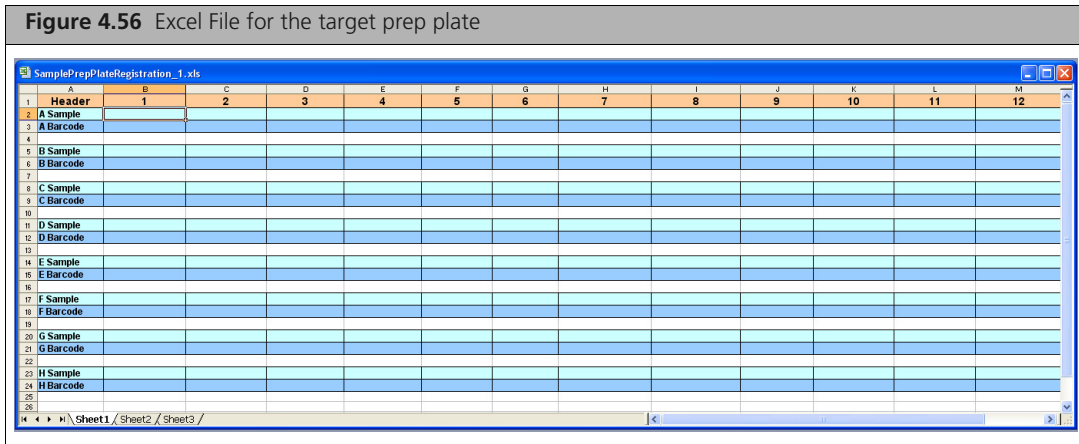 Figure 4.56 Excel File for the target prep plate
SamplePrepPlateRegistration_1.xls
A B C D E F G H I J K L M
1 Header 1 2 3 4 5 6 7 8 9 10 11 12
2 A Sample
3 A Barcode
4
5 B Sample
6 B Barcode
7
8 C Sample
9 C Barcode
10
11 D Sample
12 D Barcode
13
14 E Sample
15 E Barcode
16
17 F Sample
18 F Barcode
19
20 G Sample
21 G Barcode
22
23 H Sample
24 H Barcode
25
26
Sheet1 / Sheet2 / Sheet3 /